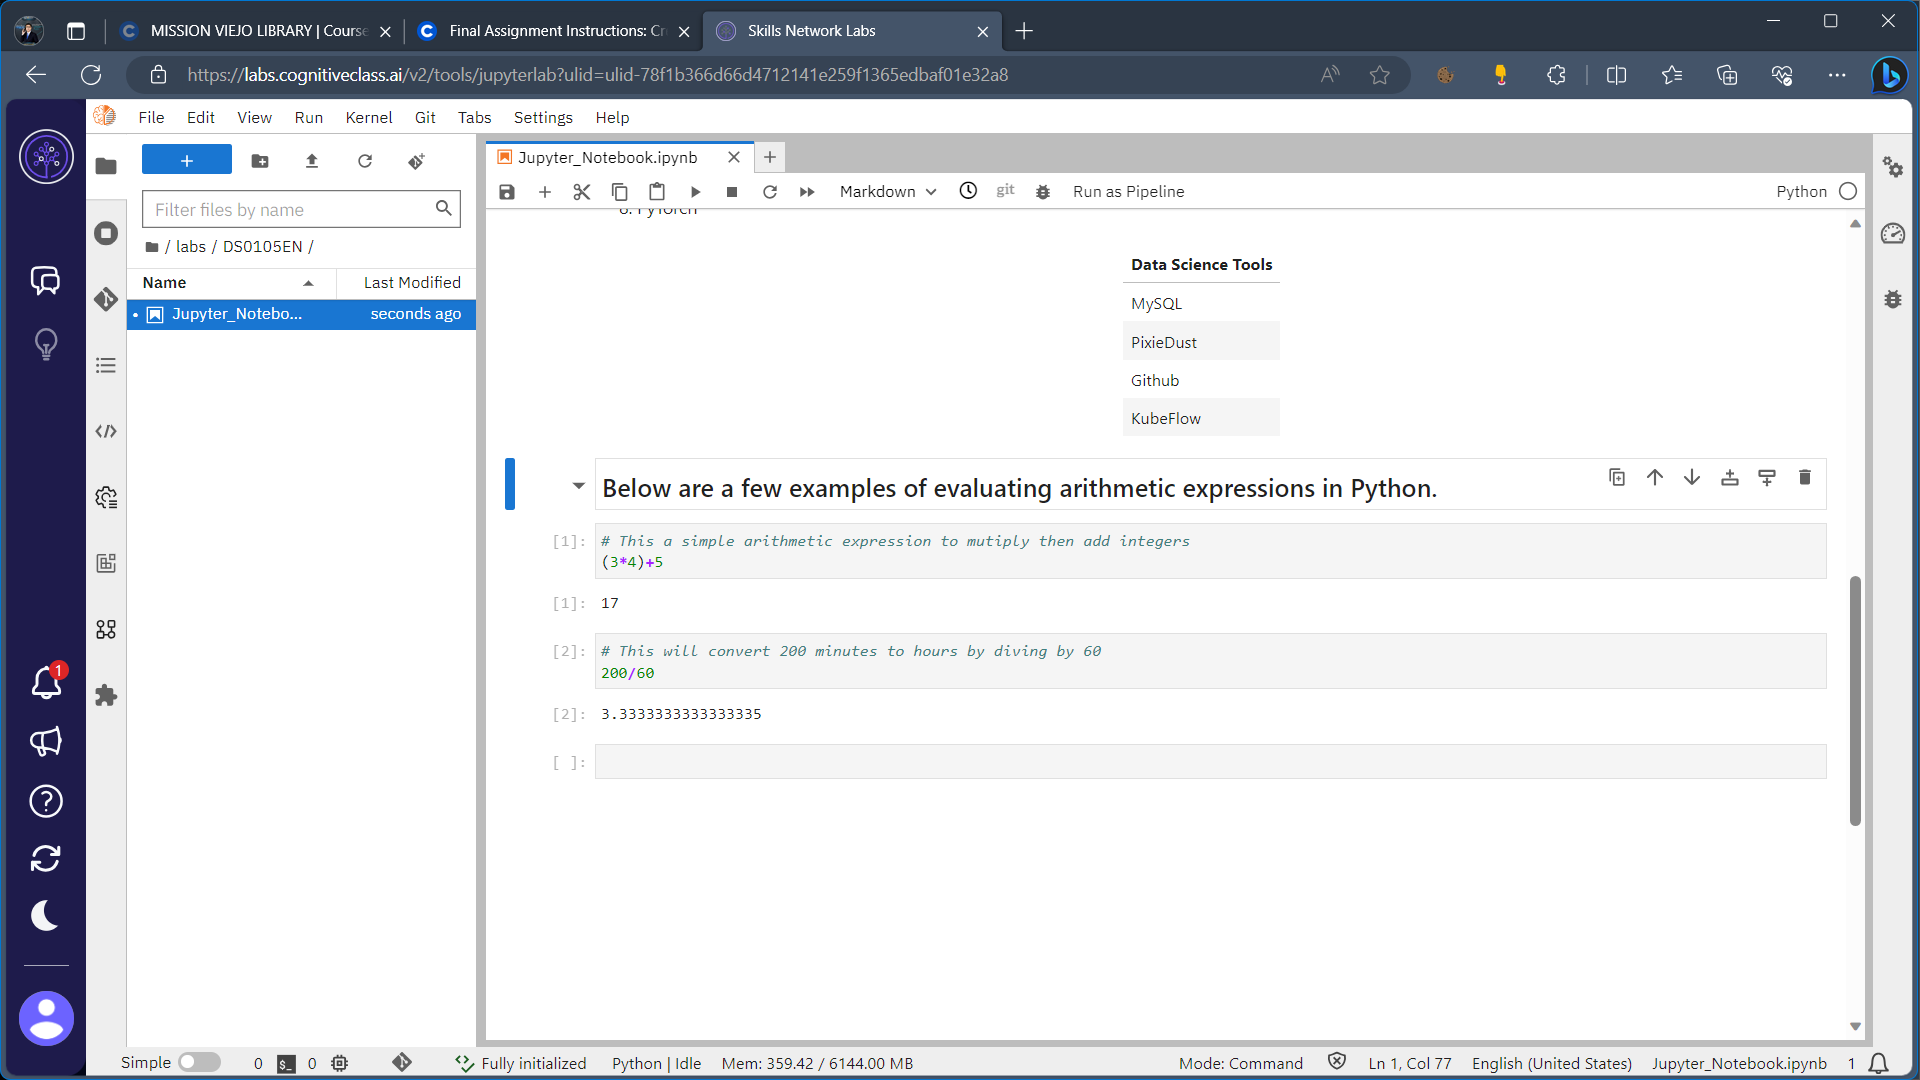 MISSION VIEJO LIBRARY | Course
Final Assignment Instructions: Cr
Skills Network Labs
https://labs.cognitiveclass.ai/v2/tools/jupyterlab?ulid=ulid-78f1b366d66d4712141e259f1365edbaf01e32a8
File Edit View Run Kernel Git Tabs Settings Help
Jupyter_Notebook.ipynb
Filter files by name
Markdown
git
Run as Pipeline
Python
/ labs / DS0105EN /
Name Last Modified
Jupyter_Notebo... seconds ago
6. PyTorch
Data Science Tools
MySQL
PixieDust
Github
KubeFlow
Below are a few examples of evaluating arithmetic expressions in Python.
[1]: # This a simple arithmetic expression to mutiply then add integers
(3*4)+5
[1]: 17
[2]: # This will convert 200 minutes to hours by diving by 60
200/60
[2]: 3.3333333333333335
[ ]:
1
Simple 0 $_ 0 Fully initialized Python | Idle Mem: 359.42 / 6144.00 MB Mode: Command Ln 1, Col 77 English (United States) Jupyter_Notebook.ipynb 1